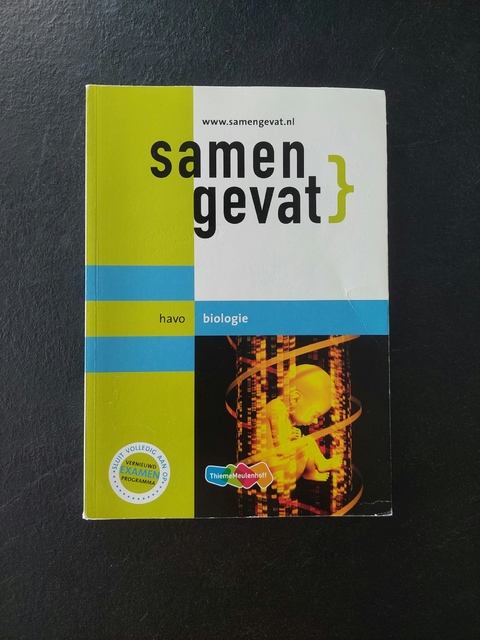 www.samengevat.nl
samen
gevat}
havo biologie
SLUIT VOLLEDIG AAN OP:
VERNIEUWD
EXAMEN
PROGRAMMA
ThiemeMeulenhoff